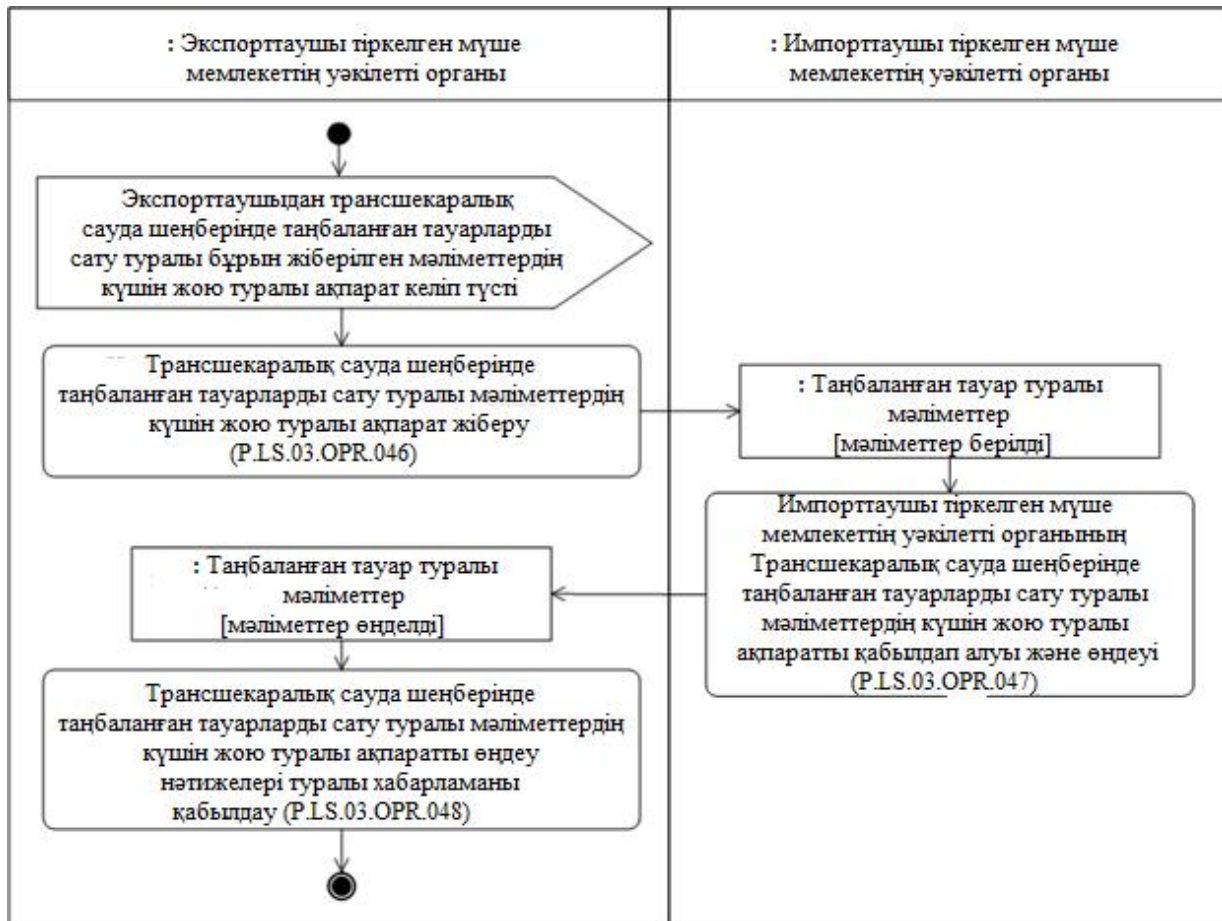 : Экспорттаушы тіркелген мүше
мемлекеттің уәкілетті органы
: Импорттаушы тіркелген мүше
мемлекеттің уәкілетті органы
Экспорттаушыдан трансшекаралық
сауда шеңберінде таңбаланған тауарларды
сату туралы бұрын жіберілген мәліметтердің
күшін жою туралы ақпарат келіп түсті
Трансшекаралық сауда шеңберінде
таңбаланған тауарларды сату туралы мәліметтердің
күшін жою туралы ақпарат жіберу
(P.LS.03.OPR.046)
: Таңбаланған тауар туралы
мәліметтер
[мәліметтер берілді]
Импорттаушы тіркелген мүше
мемлекеттің уәкілетті органының
Трансшекаралық сауда шеңберінде
таңбаланған тауарларды сату туралы
мәліметтердің күшін жою туралы
ақпаратты қабылдап алуы және өңдеуі
(P.LS.03.OPR.047)
: Таңбаланған тауар туралы
мәліметтер
[мәліметтер өңделді]
Трансшекаралық сауда шеңберінде
таңбаланған тауарларды сату туралы мәліметтердің
күшін жою туралы ақпаратты өңдеу
нәтижелері туралы хабарламаны
қабылдау (P.LS.03.OPR.048)